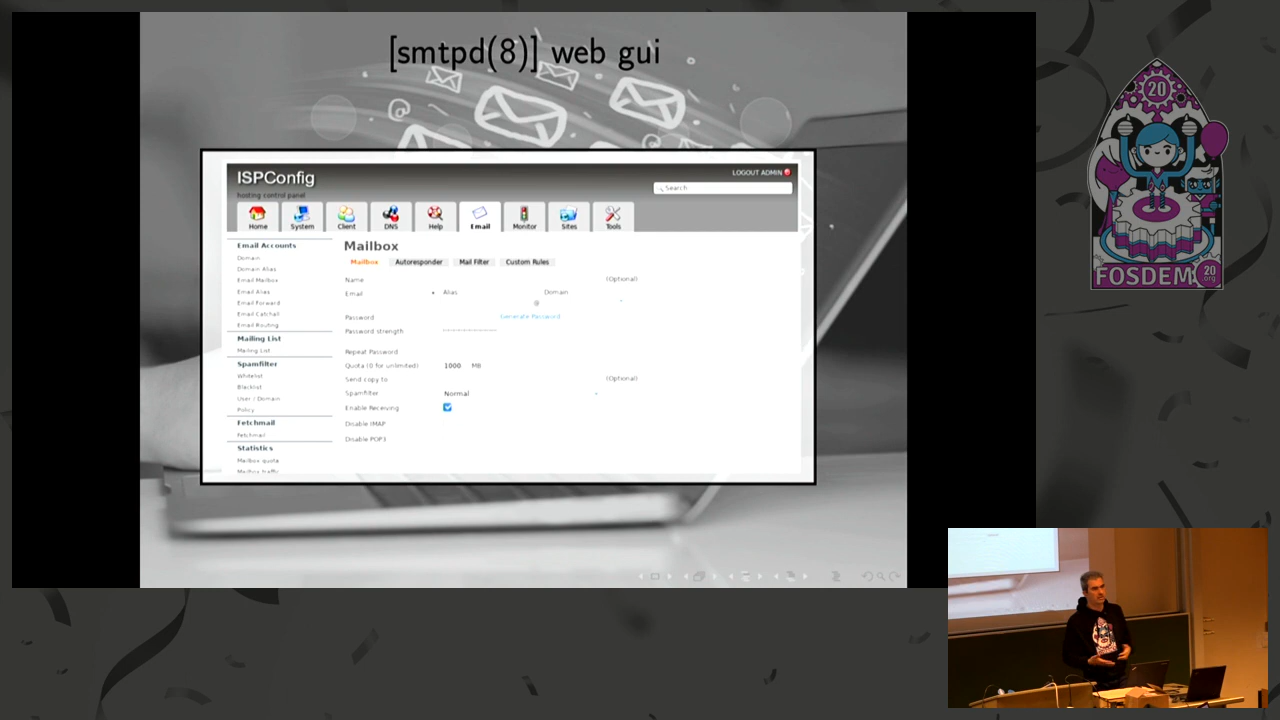 [smtpd(8)] web gui
ISPConfig
hosting control panel
LOGOUT ADMIN
Search
Home System Client DNS Help Email Monitor Sites Tools
Email Accounts
Domain
Domain Alias
Email Mailbox
Email Alias
Email Forward
Email Catchall
Email Routing
Mailing List
Mailing List
Spamfilter
Whitelist
Blacklist
User / Domain
Policy
Fetchmail
Fetchmail
Statistics
Mailbox quota
Mailbox traffic
Mailbox
Mailbox Autoresponder Mail Filter Custom Rules
Name (Optional)
Email * Alias Domain
@
Password Generate Password
Password strength
Repeat Password
Quota (0 for unlimited) 1000 MB
Send copy to (Optional)
Spamfilter Normal
Enable Receiving
Disable IMAP
Disable POP3
20
FOSDEM 20
.org